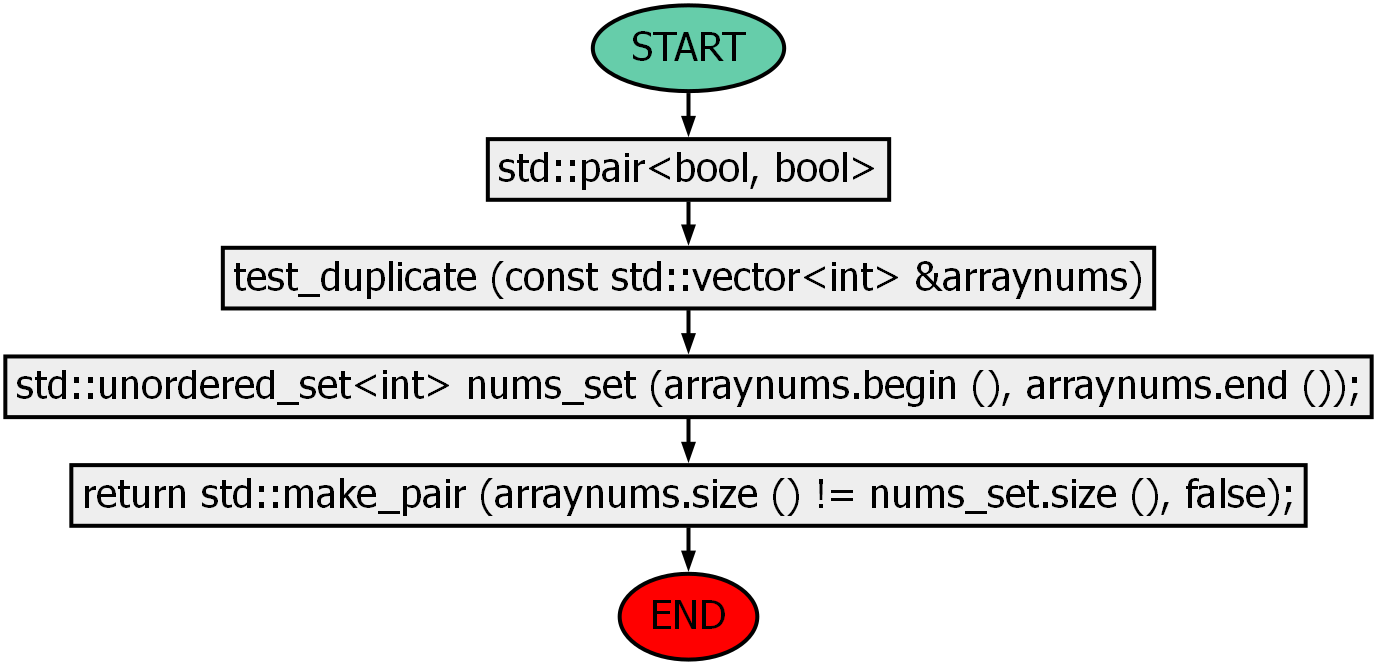 START
std::pair<bool, bool>
test_duplicate (const std::vector<int> &arraynums)
std::unordered_set<int> nums_set (arraynums.begin (), arraynums.end ());
return std::make_pair (arraynums.size () != nums_set.size (), false);
END